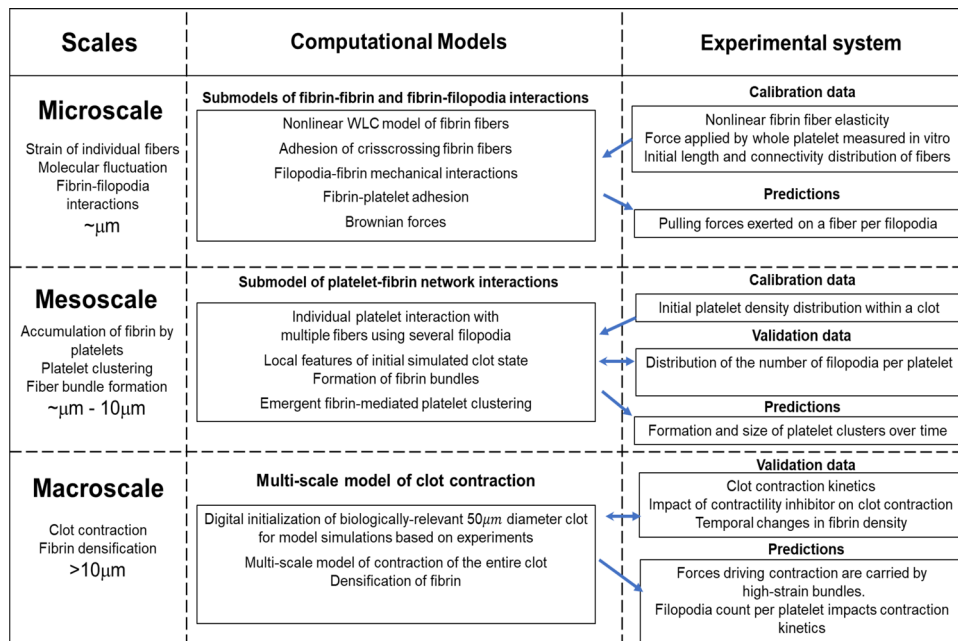 Scales
Computational Models
Experimental system
Microscale
Strain of individual fibers
Molecular fluctuation
Fibrin-filopodia
interactions
~μm
Submodels of fibrin-fibrin and fibrin-filopodia interactions
Nonlinear WLC model of fibrin fibers
Adhesion of crisscrossing fibrin fibers
Filopodia-fibrin mechanical interactions
Fibrin-platelet adhesion
Brownian forces
Calibration data
Nonlinear fibrin fiber elasticity
Force applied by whole platelet measured in vitro
Initial length and connectivity distribution of fibers
Predictions
Pulling forces exerted on a fiber per filopodia
Mesoscale
Accumulation of fibrin by
platelets
Platelet clustering
Fiber bundle formation
~μm - 10μm
Submodel of platelet-fibrin network interactions
Individual platelet interaction with
multiple fibers using several filopodia
Local features of initial simulated clot state
Formation of fibrin bundles
Emergent fibrin-mediated platelet clustering
Calibration data
Initial platelet density distribution within a clot
Validation data
Distribution of the number of filopodia per platelet
Predictions
Formation and size of platelet clusters over time
Macroscale
Clot contraction
Fibrin densification
>10μm
Multi-scale model of clot contraction
Digital initialization of biologically-relevant 50μm diameter clot
for model simulations based on experiments
Multi-scale model of contraction of the entire clot
Densification of fibrin
Validation data
Clot contraction kinetics
Impact of contractility inhibitor on clot contraction
Temporal changes in fibrin density
Predictions
Forces driving contraction are carried by
high-strain bundles.
Filopodia count per platelet impacts contraction
kinetics